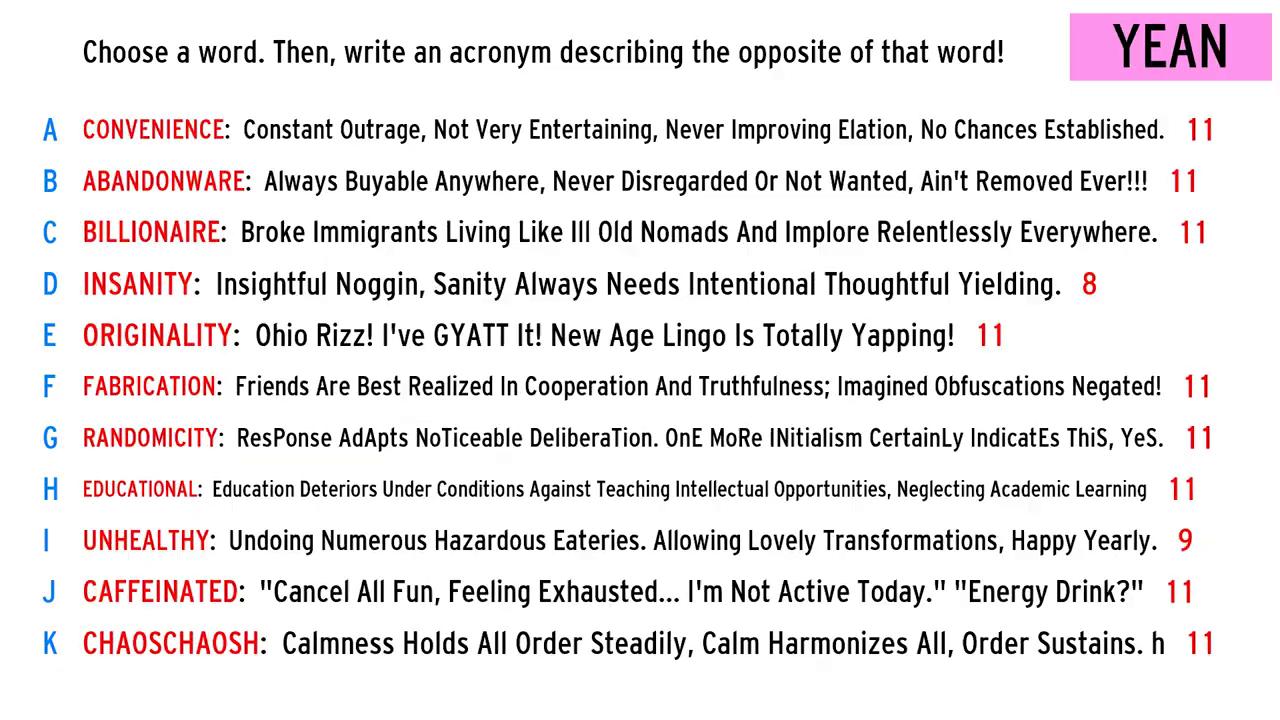 Choose a word. Then, write an acronym describing the opposite of that word!
YEAN
A CONVENIENCE: Constant Outrage, Not Very Entertaining, Never Improving Elation, No Chances Established. 11
B ABANDONWARE: Always Buyable Anywhere, Never Disregarded Or Not Wanted, Ain't Removed Ever!!! 11
C BILLIONAIRE: Broke Immigrants Living Like Ill Old Nomads And Implore Relentlessly Everywhere. 11
D INSANITY: Insightful Noggin, Sanity Always Needs Intentional Thoughtful Yielding. 8
E ORIGINALITY: Ohio Rizz! I've GYATT It! New Age Lingo Is Totally Yapping! 11
F FABRICATION: Friends Are Best Realized In Cooperation And Truthfulness; Imagined Obfuscations Negated! 11
G RANDOMICITY: ResPonse AdApts NoTiceable DeliberaTion. OnE MoRe INitialism CertainLy IndicatEs ThiS, YeS. 11
H EDUCATIONAL: Education Deteriors Under Conditions Against Teaching Intellectual Opportunities, Neglecting Academic Learning 11
I UNHEALTHY: Undoing Numerous Hazardous Eateries. Allowing Lovely Transformations, Happy Yearly. 9
J CAFFEINATED: "Cancel All Fun, Feeling Exhausted... I'm Not Active Today." "Energy Drink?" 11
K CHAOSCHAOSH: Calmness Holds All Order Steadily, Calm Harmonizes All, Order Sustains. h 11